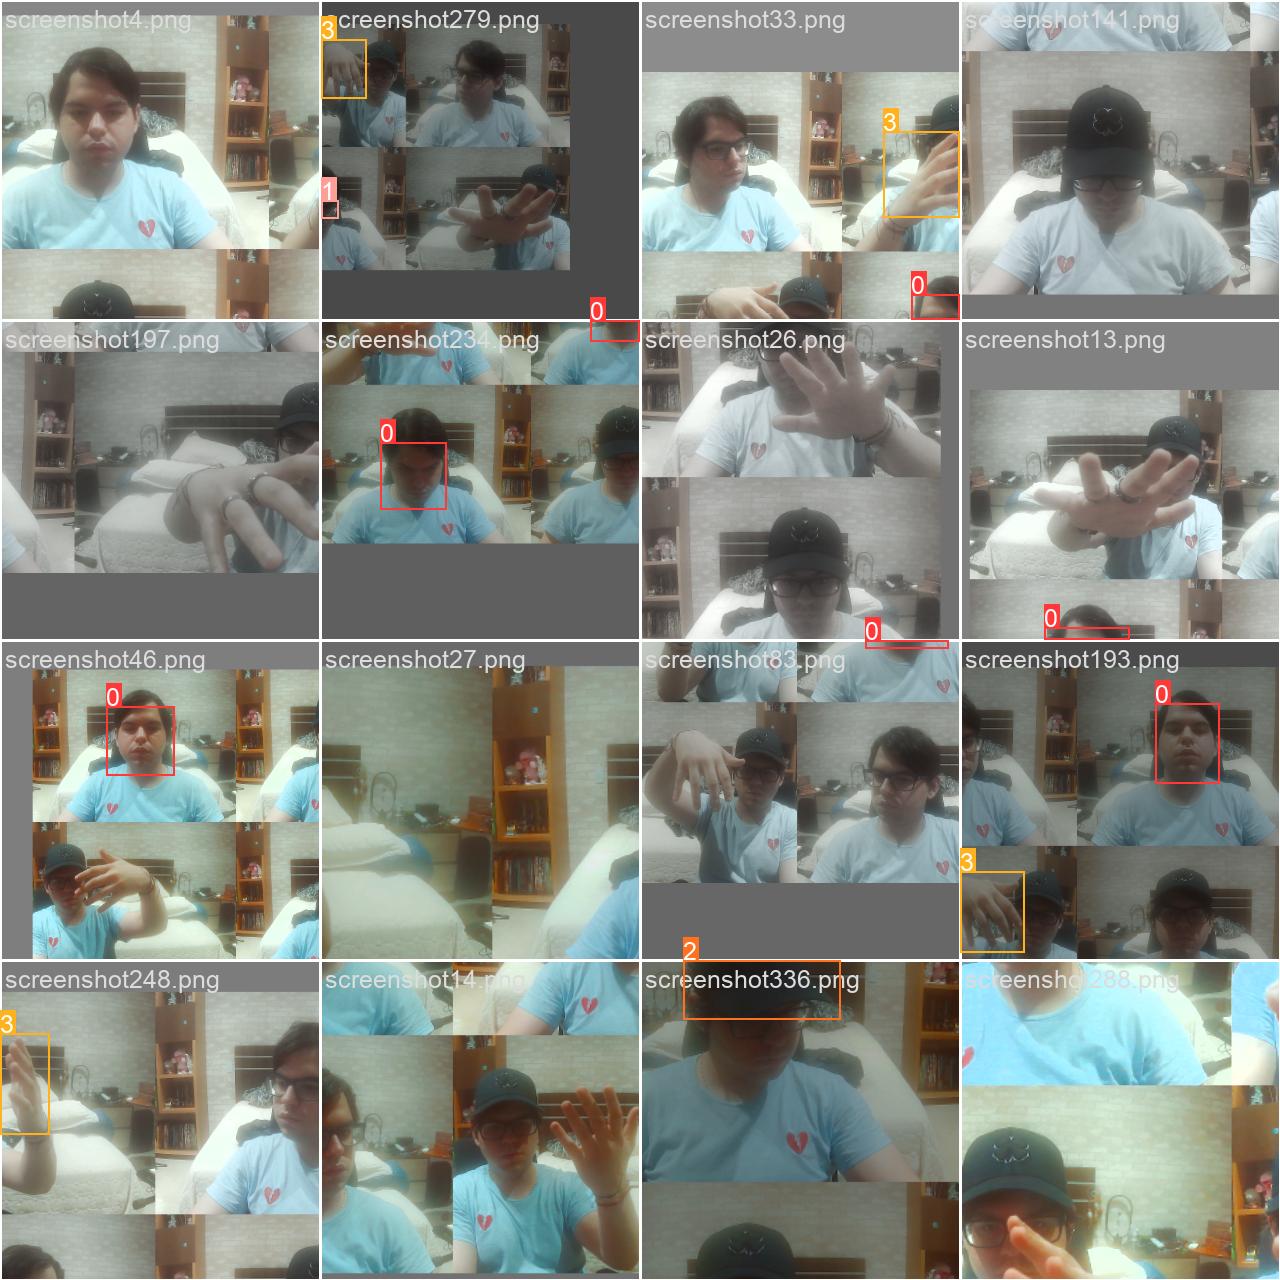 screenshot4.png
screenshot279.png
screenshot33.png
screenshot141.png
3
3
1
0
0
screenshot197.png
screenshot234.png
screenshot26.png
screenshot13.png
0
0
0
0
screenshot46.png
screenshot27.png
screenshot83.png
screenshot193.png
0
0
3
screenshot248.png
screenshot14.png
2
screenshot336.png
screenshot288.png
3